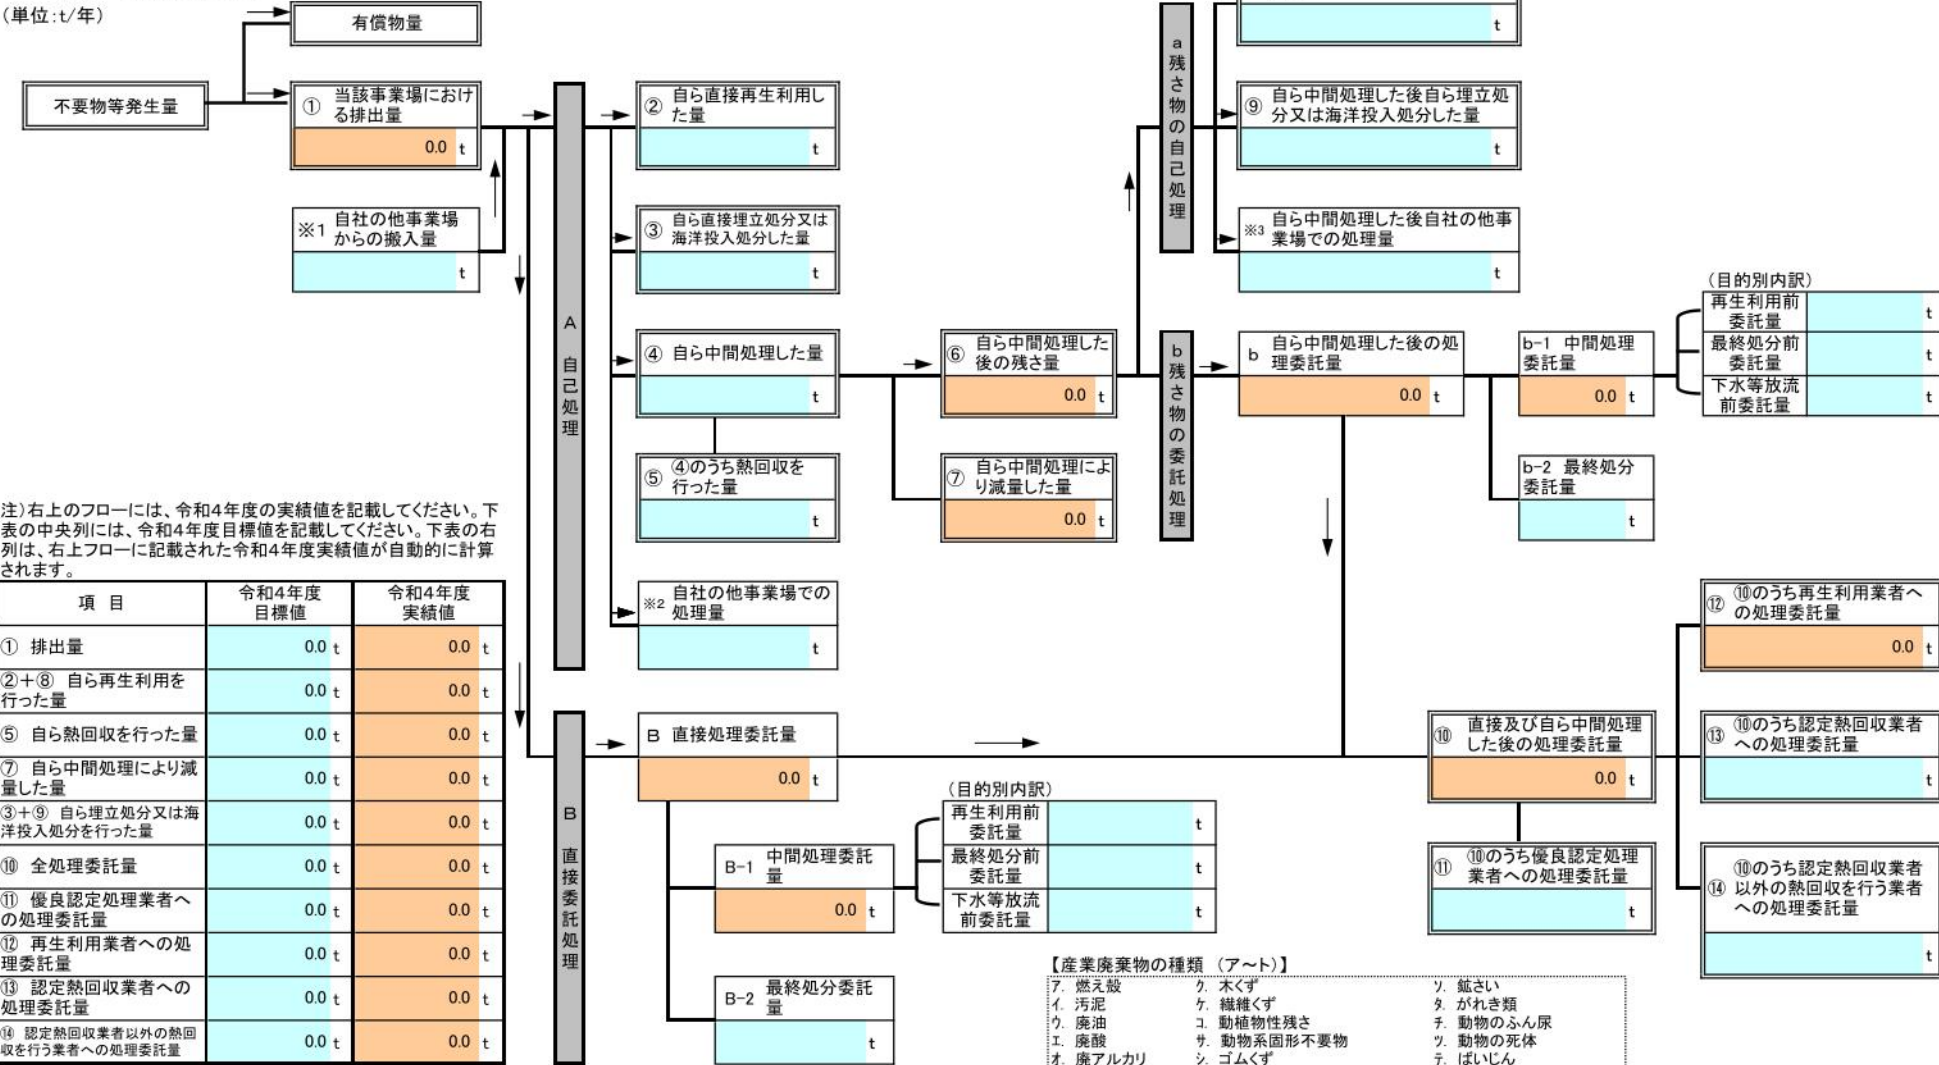 (単位:t/年)
有償物量
不要物等発生量
① 当該事業場におけ
る排出量
0.0 t
※1 自社の他事業場
からの搬入量
t
A 自己処理
② 自ら直接再生利用し
た量
t
③ 自ら直接埋立処分又は
海洋投入処分した量
t
④ 自ら中間処理した量
t
⑤ ④のうち熱回収を
行った量
t
※2 自社の他事業場での
処理量
t
⑥ 自ら中間処理した
後の残さ量
0.0 t
⑦ 自ら中間処理によ
り減量した量
0.0 t
a残さ物の自己処理
t
⑨ 自ら中間処理した後自ら埋立処
分又は海洋投入処分した量
t
※3 自ら中間処理した後自社の他事
業場での処理量
t
b残さ物の委託処理
b 自ら中間処理した後の処
理委託量
0.0 t
b-1 中間処理
委託量
0.0 t
b-2 最終処分
委託量
t
(目的別内訳)
再生利用前
委託量
t
最終処分前
委託量
t
下水等放流
前委託量
t
注)右上のフローには、令和4年度の実績値を記載してください。下
表の中央列には、令和4年度目標値を記載してください。下表の右
列は、右上フローに記載された令和4年度実績値が自動的に計算
されます。
項 目
令和4年度
目標値
令和4年度
実績値
① 排出量
0.0 t 0.0 t
②+⑧ 自ら再生利用を
行った量
0.0 t 0.0 t
⑤ 自ら熱回収を行った量
0.0 t 0.0 t
⑦ 自ら中間処理により減
量した量
0.0 t 0.0 t
③+⑨ 自ら埋立処分又は海
洋投入処分を行った量
0.0 t 0.0 t
⑩ 全処理委託量
0.0 t 0.0 t
⑪ 優良認定処理業者へ
の処理委託量
0.0 t 0.0 t
⑫ 再生利用業者への処
理委託量
0.0 t 0.0 t
⑬ 認定熱回収業者への
処理委託量
0.0 t 0.0 t
⑭ 認定熱回収業者以外の熱回
収を行う業者への処理委託量
0.0 t 0.0 t
B 直接委託処理
B 直接処理委託量
0.0 t
B-1 中間処理委託
量
0.0 t
B-2 最終処分委託
量
t
(目的別内訳)
再生利用前
委託量
t
最終処分前
委託量
t
下水等放流
前委託量
t
⑩ 直接及び自ら中間処理
した後の処理委託量
0.0 t
⑪ ⑩のうち優良認定処理
業者への処理委託量
t
⑫ ⑩のうち再生利用業者へ
の処理委託量
0.0 t
⑬ ⑩のうち認定熱回収業者
への処理委託量
t
⑭ ⑩のうち認定熱回収業者
以外の熱回収を行う業者
への処理委託量
t
【産業廃棄物の種類 (ア～ト)】
ア. 燃え殻 ク. 木くず ソ. 鉱さい
イ. 汚泥 ケ. 繊維くず タ. がれき類
ウ. 廃油 コ. 動植物性残さ チ. 動物のふん尿
エ. 廃酸 サ. 動物系固形不要物 ツ. 動物の死体
オ. 廃アルカリ シ. ゴムくず テ. ばいじん